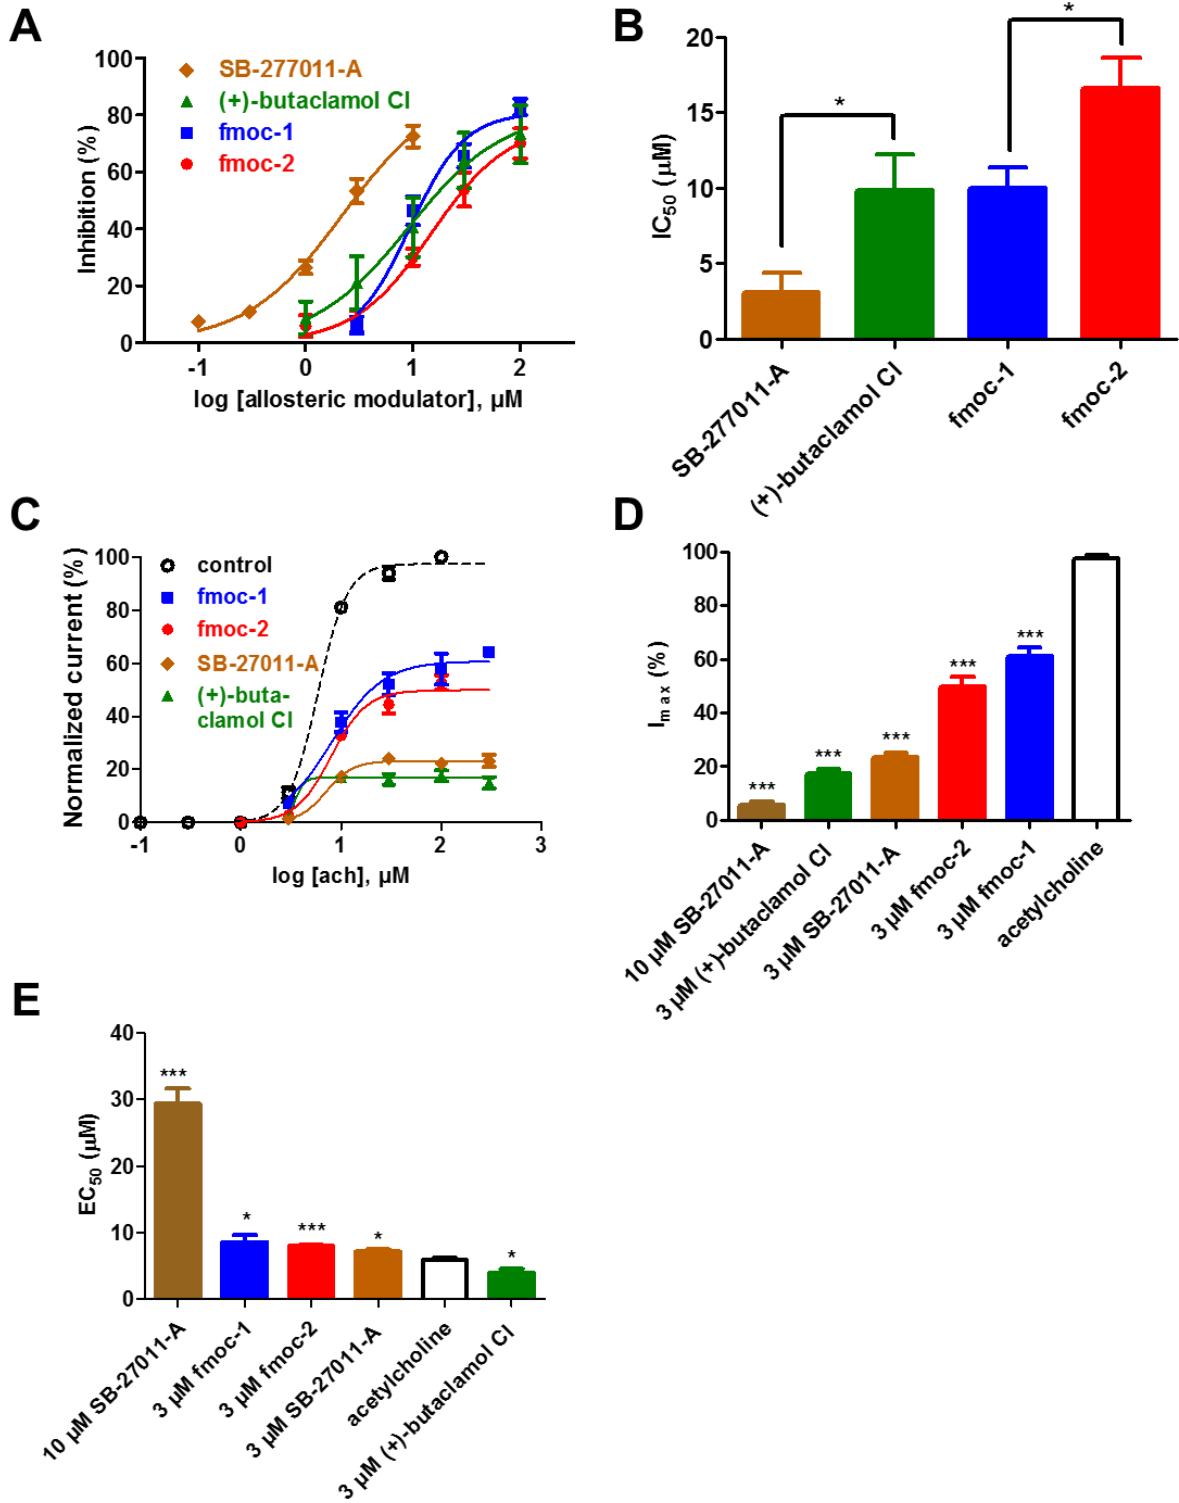 A
100
80
60
40
20
0
Inhibition (%)
SB-277011-A
(+)-butaclamol Cl
fmoc-1
fmoc-2
-1 0 1 2
log [allosteric modulator], µM
B
20
15
10
5
0
IC50 (µM)
*
*
SB-277011-A
(+)-butaclamol Cl
fmoc-1
fmoc-2
C
100
80
60
40
20
0
Normalized current (%)
control
fmoc-1
fmoc-2
SB-27011-A
(+)-buta-
clamol Cl
-1 0 1 2 3
log [ach], µM
D
100
80
60
40
20
0
Imax (%)
***
***
***
***
***
10 µM SB-27011-A
3 µM (+)-butaclamol Cl
3 µM SB-27011-A
3 µM fmoc-2
3 µM fmoc-1
acetylcholine
E
40
30
20
10
0
EC50 (µM)
***
*
***
*
*
10 µM SB-27011-A
3 µM fmoc-1
3 µM fmoc-2
3 µM SB-27011-A
acetylcholine
3 µM (+)-butaclamol Cl